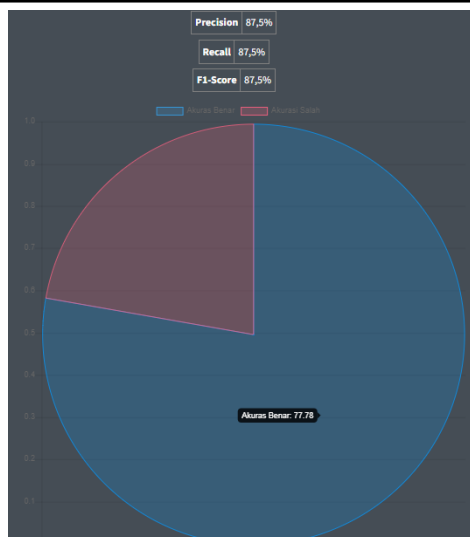 Precision 87,5%
Recall 87,5%
F1-Score 87,5%
Akuras Benar Akurasi Salah
1.0
0.9
0.8
0.7
0.6
0.5
0.4
Akuras Benar: 77.78
0.3
0.2
0.1